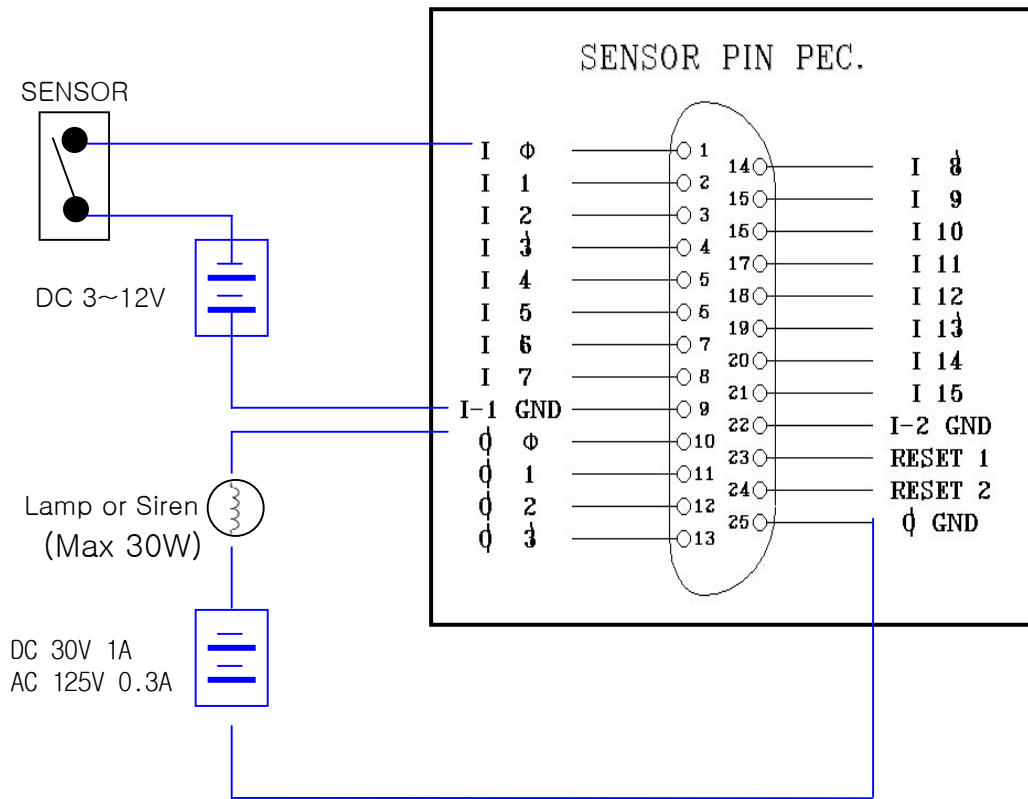 SENSOR PIN PEC.
SENSOR
DC 3~12V
Lamp or Siren
(Max 30W)
DC 30V 1A
AC 125V 0.3A
I Φ 1
I 1 2
I 2 3
I 3 4
I 4 5
I 5 6
I 6 7
I 7 8
I-1 GND 9
O Φ 10
O 1 11
O 2 12
O 3 13
14 I 8
15 I 9
16 I 10
17 I 11
18 I 12
19 I 13
20 I 14
21 I 15
22 I-2 GND
23 RESET 1
24 RESET 2
25 O GND